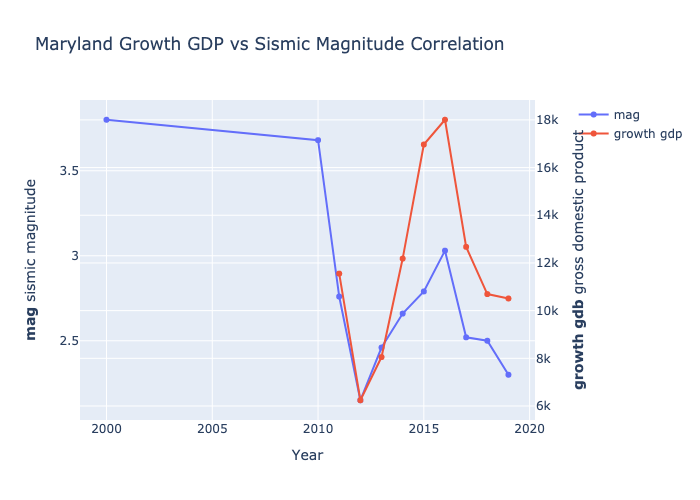 Maryland Growth GDP vs Sismic Magnitude Correlation
mag
growth gdp
mag sismic magnitude
3.5
3
2.5
18k
16k
14k
12k
10k
8k
6k
growth gdb gross domestic product
2000
2005
2010
2015
2020
Year